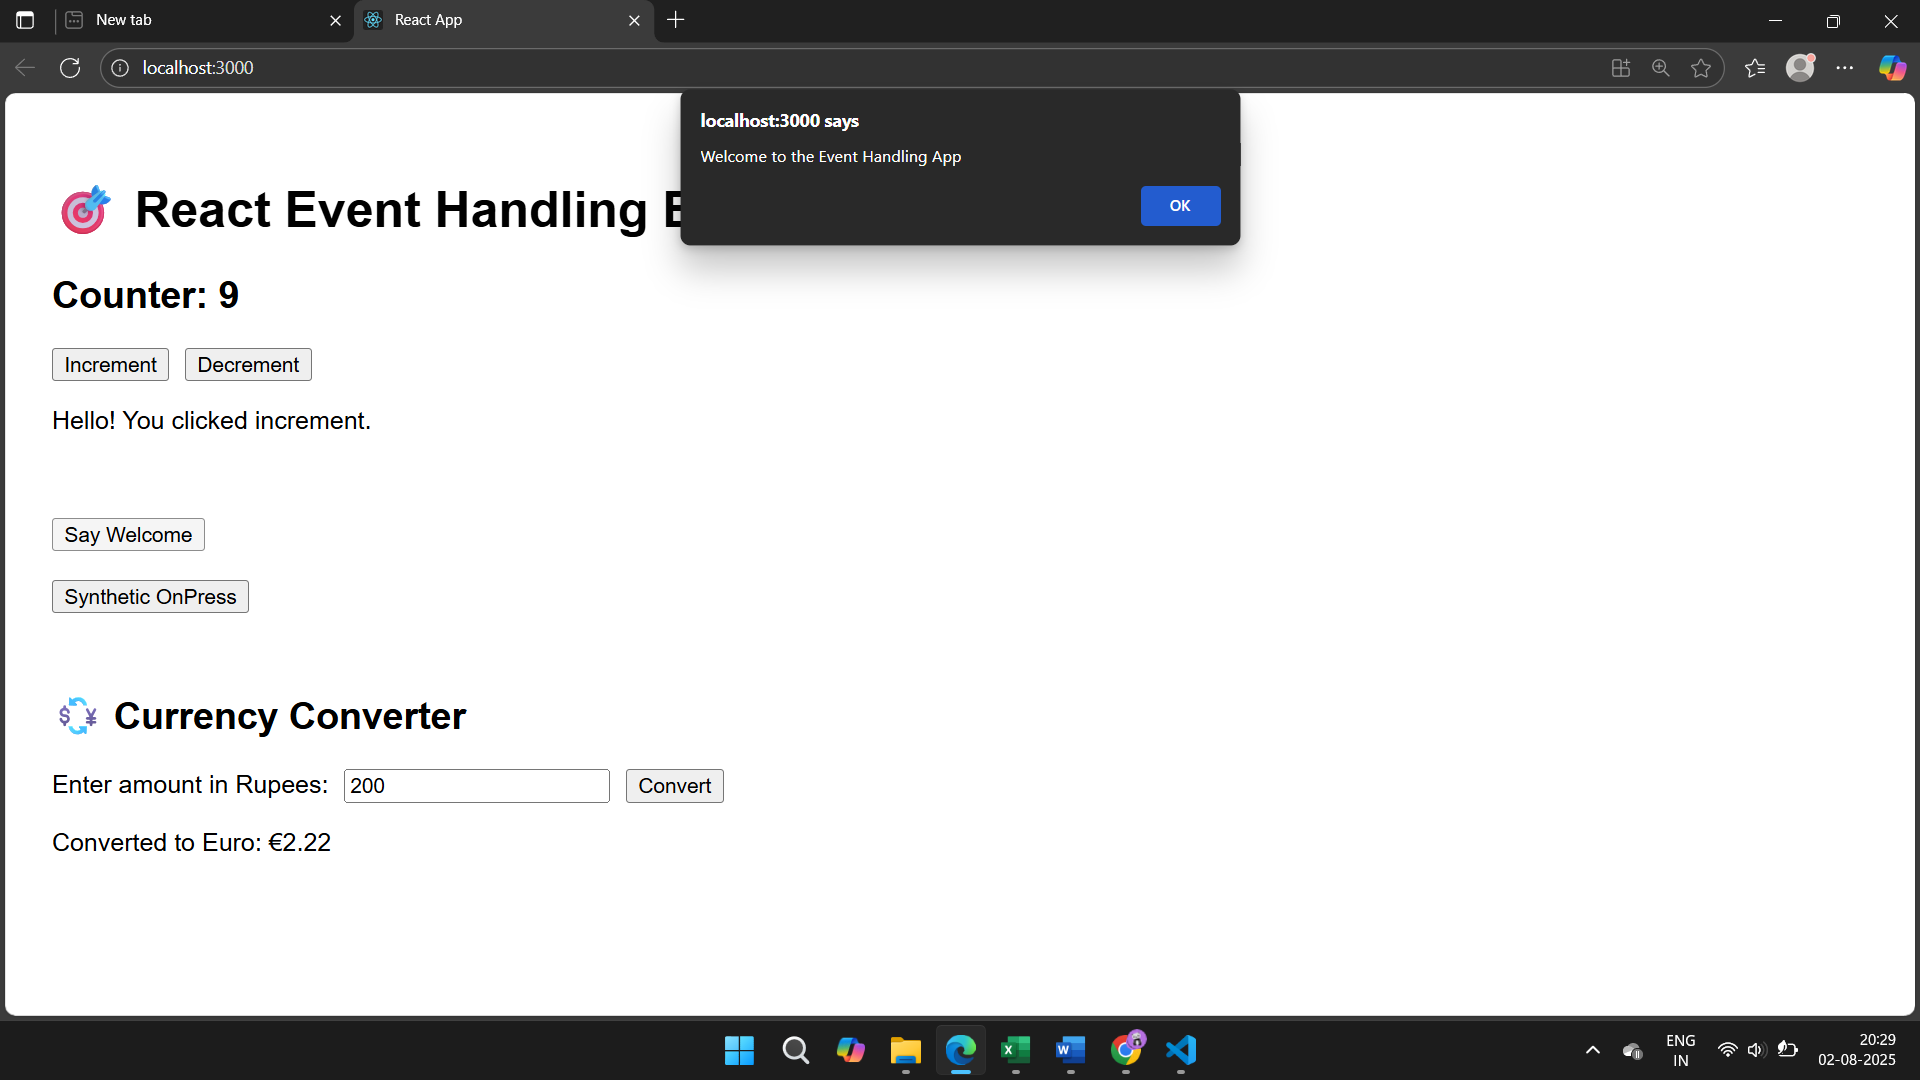 New tab
React App
localhost:3000
localhost:3000 says
Welcome to the Event Handling App
OK
React Event Handling E
Counter: 9
Increment Decrement
Hello! You clicked increment.
Say Welcome
Synthetic OnPress
Currency Converter
Enter amount in Rupees: 200 Convert
Converted to Euro: €2.22
ENG
IN
20:29
02-08-2025